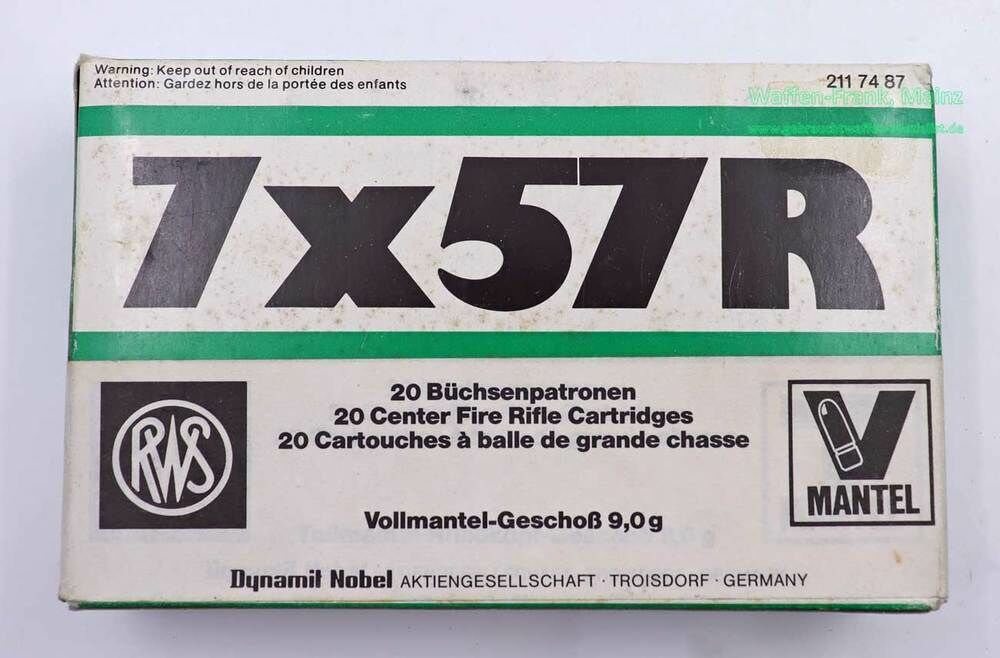 Warning: Keep out of reach of children
Attention: Gardez hors de la portée des enfants
211 74 87
Waffen-Frank, Mainz
7x57R
20 Büchsenpatronen
20 Center Fire Rifle Cartridges
20 Cartouches à balle de grande chasse
RWS
V
MANTEL
Vollmantel-Geschoß 9,0 g
Dynamit Nobel AKTIENGESELLSCHAFT · TROISDORF · GERMANY